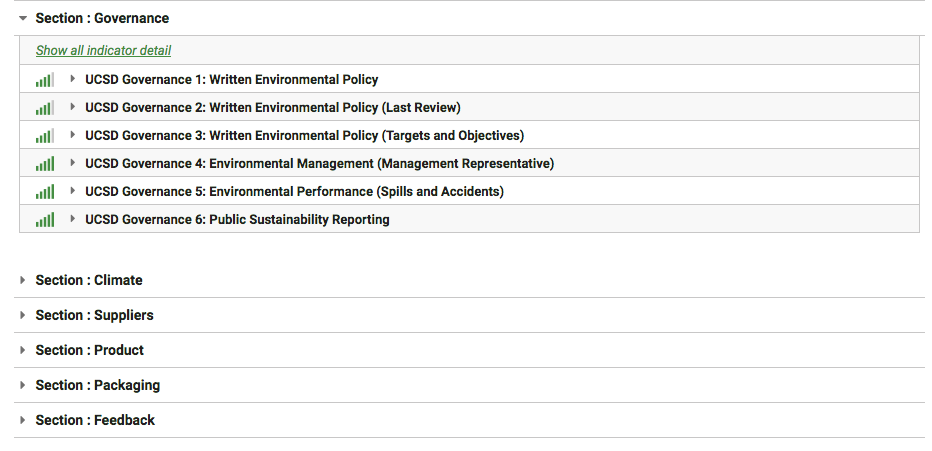 Section : Governance
Show all indicator detail
UCSD Governance 1: Written Environmental Policy
UCSD Governance 2: Written Environmental Policy (Last Review)
UCSD Governance 3: Written Environmental Policy (Targets and Objectives)
UCSD Governance 4: Environmental Management (Management Representative)
UCSD Governance 5: Environmental Performance (Spills and Accidents)
UCSD Governance 6: Public Sustainability Reporting
Section : Climate
Section : Suppliers
Section : Product
Section : Packaging
Section : Feedback